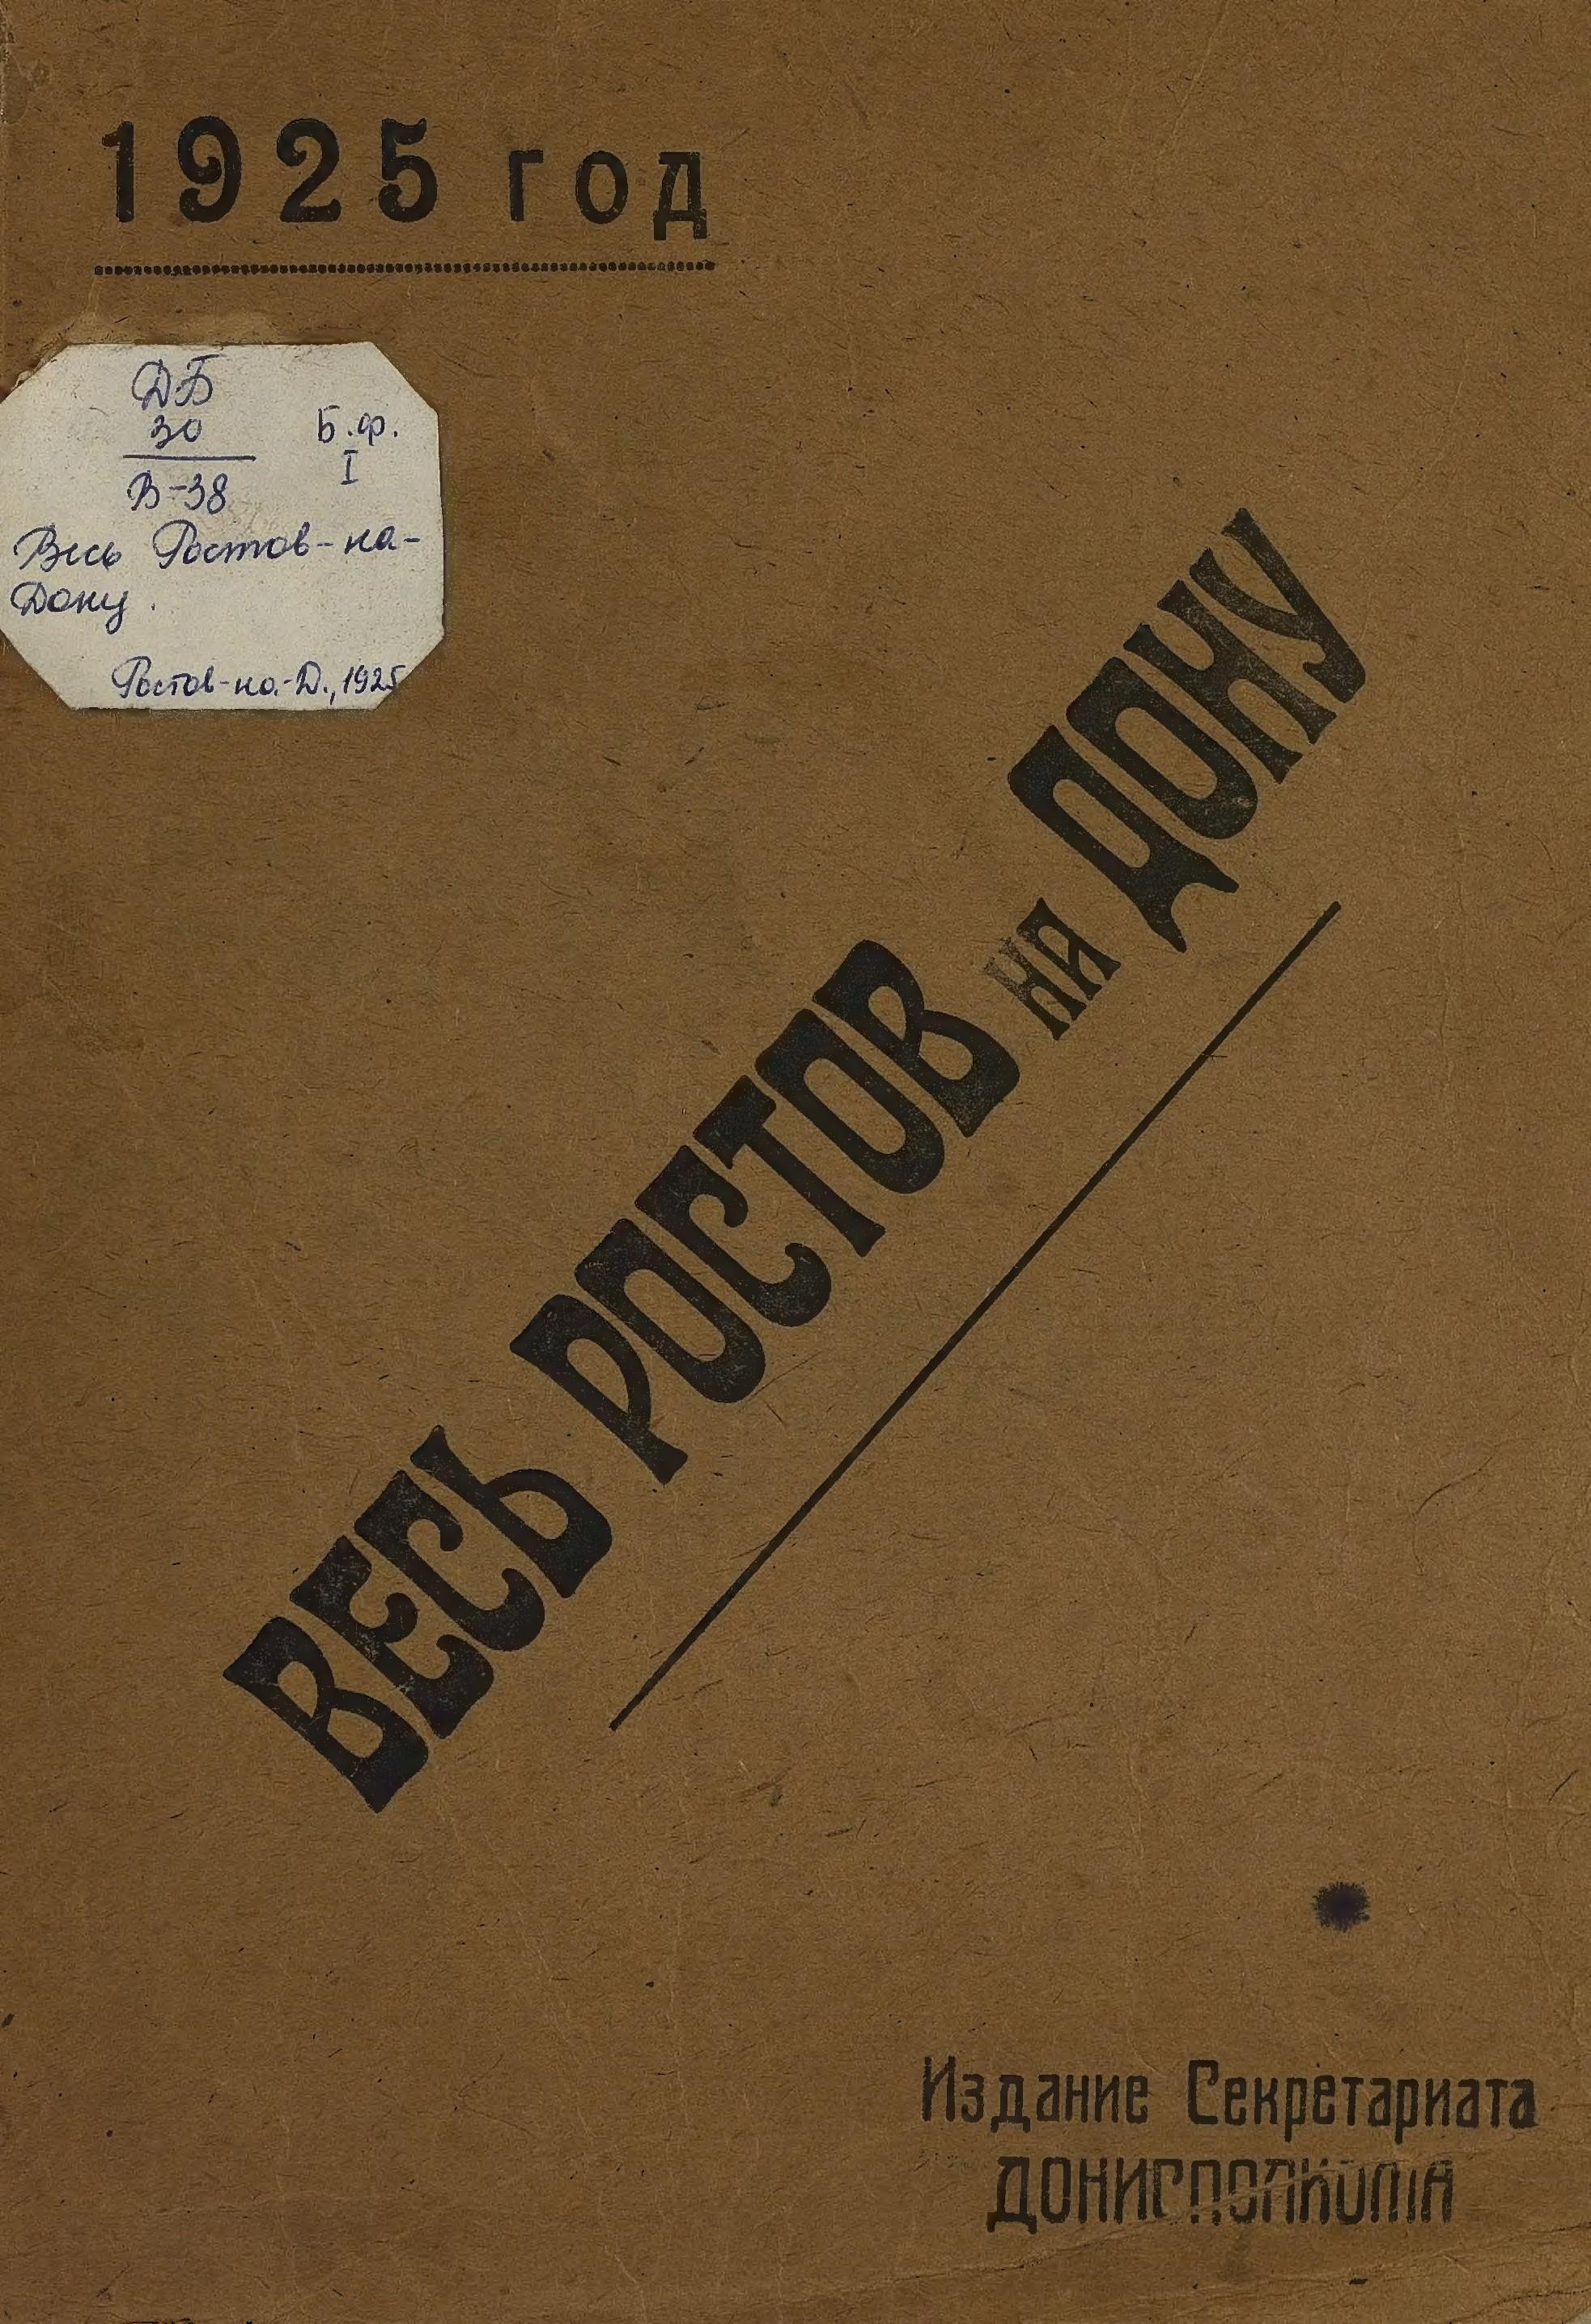 1925 год
ДБ
30
Б.ф.
I
В-38
Весь Ростов-на-
Дону.
Ростов-на-Д., 1925
ВЕСЬ РОСТОВ НА ДОНУ
Издание Секретариата
ДОНИСПОЛКОМА